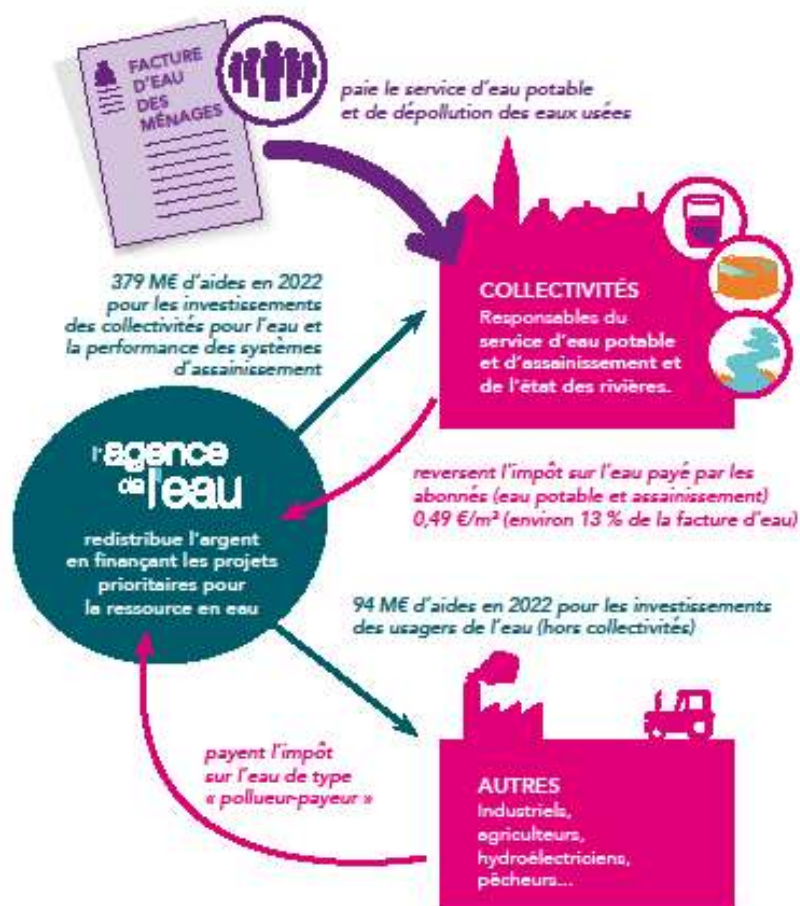 FACTURE
D'EAU
DES
MÉNAGES
paie le service d'eau potable
et de dépollution des eaux usées
379 M€ d'aides en 2022
pour les investissements
des collectivités pour l'eau et
la performance des systèmes
d'assainissement
COLLECTIVITÉS
Responsables du
service d'eau potable
et d'assainissement et
de l'état des rivières.
l'agence
de l'eau
redistribue l'argent
en finançant les projets
prioritaires pour
la ressource en eau
reversent l'impôt sur l'eau payé par les
abonnés (eau potable et assainissement)
0,49 €/m³ (environ 13 % de la facture d'eau)
94 M€ d'aides en 2022 pour les investissements
des usagers de l'eau (hors collectivités)
payent l'impôt
sur l'eau de type
« pollueur-payeur »
AUTRES
Industriels,
agriculteurs,
hydroélectriciens,
pêcheurs...